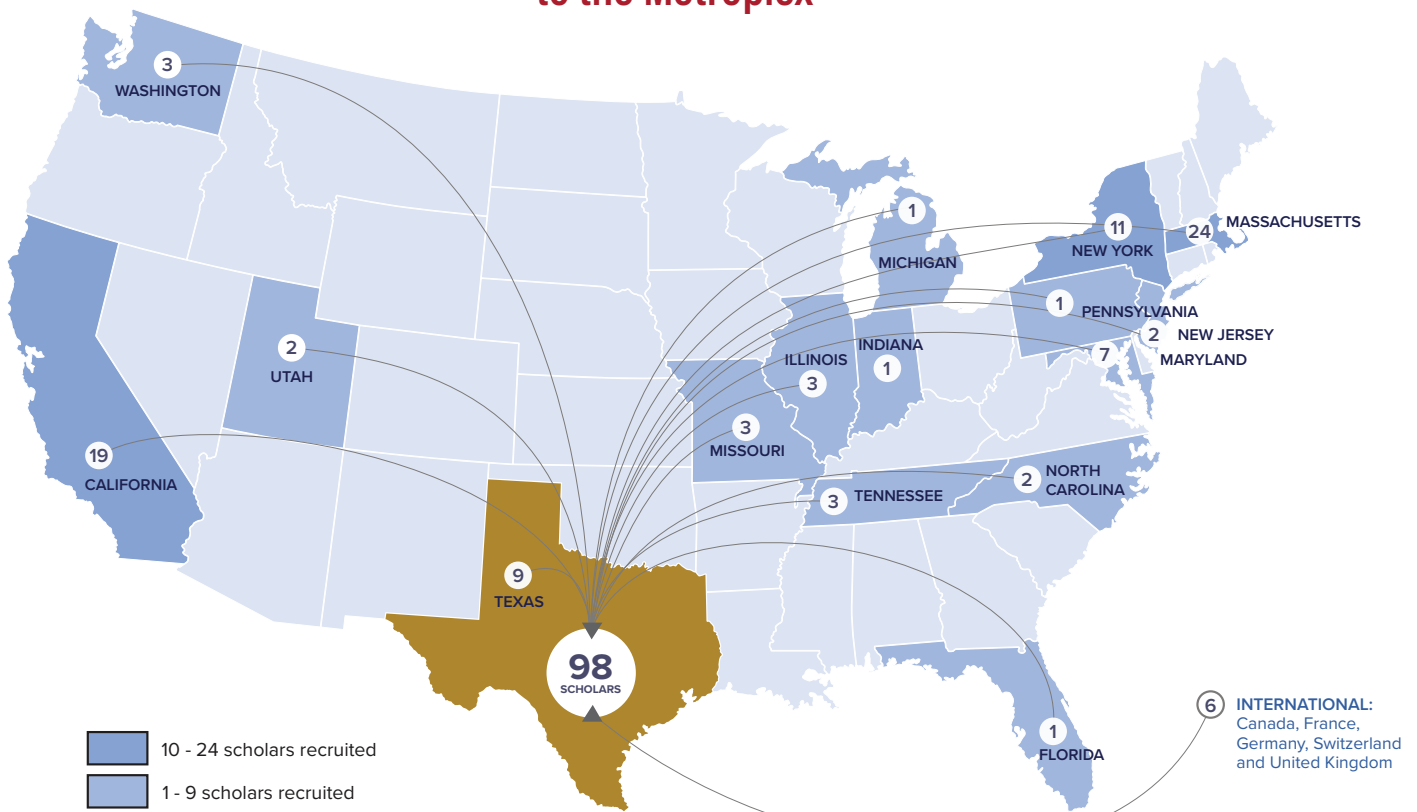 to the Metroplex
3
WASHINGTON
1
MICHIGAN
11
NEW YORK
24
MASSACHUSETTS
1
PENNSYLVANIA
2
NEW JERSEY
7
MARYLAND
2
UTAH
ILLINOIS
3
INDIANA
1
3
MISSOURI
19
CALIFORNIA
2
NORTH
CAROLINA
3
TENNESSEE
9
TEXAS
98
SCHOLARS
1
FLORIDA
6
INTERNATIONAL:
Canada, France,
Germany, Switzerland
and United Kingdom
10 - 24 scholars recruited
1 - 9 scholars recruited